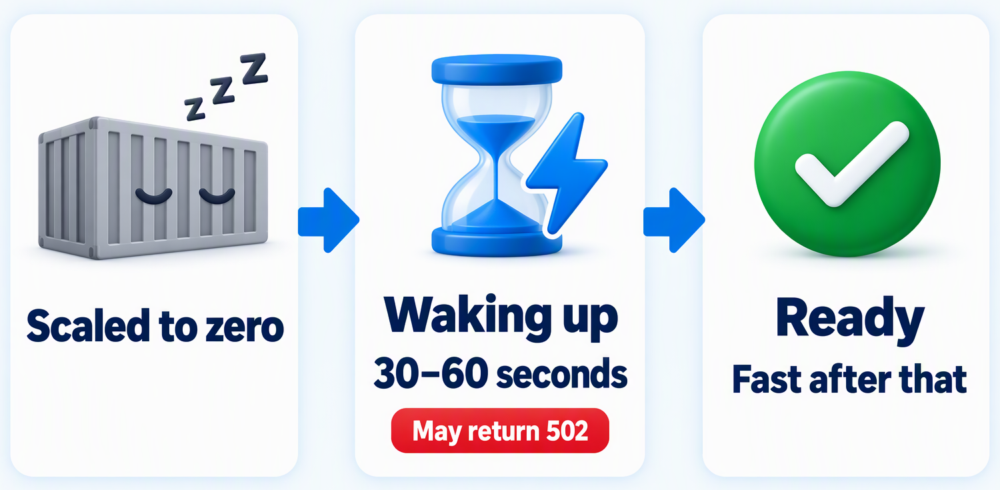 z z z
Scaled to zero
Waking up
30–60 seconds
May return 502
Ready
Fast after that